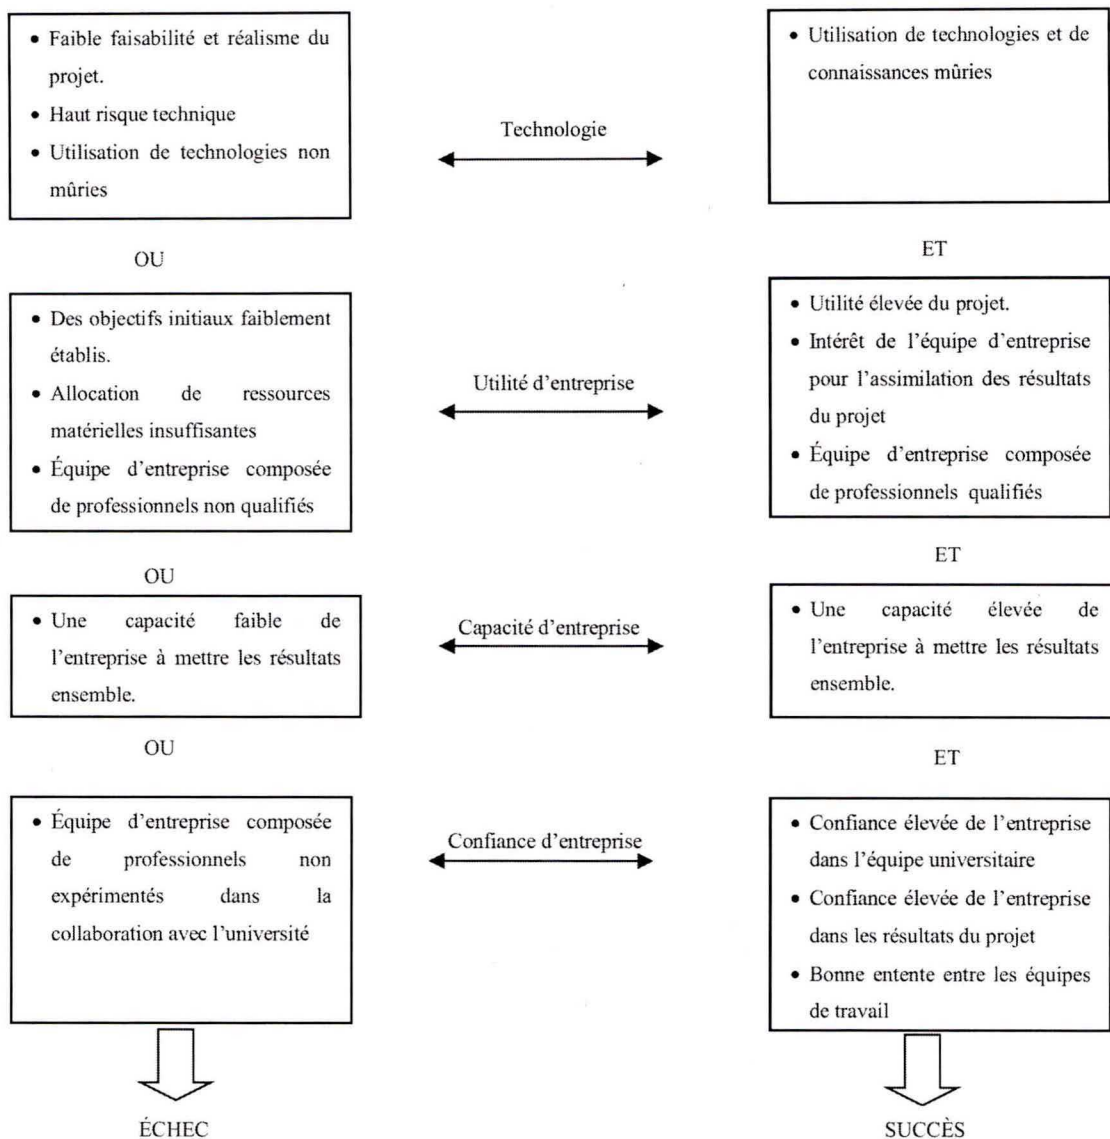 • Faible faisabilité et réalisme du
projet.
• Haut risque technique
• Utilisation de technologies non
mûries
Technologie
• Utilisation de technologies et de
connaissances mûries
OU
ET
• Des objectifs initiaux faiblement
établis.
• Allocation de ressources
matérielles insuffisantes
• Équipe d'entreprise composée
de professionnels non qualifiés
Utilité d'entreprise
• Utilité élevée du projet.
• Intérêt de l'équipe d'entreprise
pour l'assimilation des résultats
du projet
• Équipe d'entreprise composée
de professionnels qualifiés
OU
ET
• Une capacité faible de
l'entreprise à mettre les résultats
ensemble.
Capacité d'entreprise
• Une capacité élevée de
l'entreprise à mettre les résultats
ensemble.
OU
ET
• Équipe d'entreprise composée
de professionnels non
expérimentés dans la
collaboration avec l'université
Confiance d'entreprise
• Confiance élevée de l'entreprise
dans l'équipe universitaire
• Confiance élevée de l'entreprise
dans les résultats du projet
• Bonne entente entre les équipes
de travail
ÉCHEC
SUCCÈS